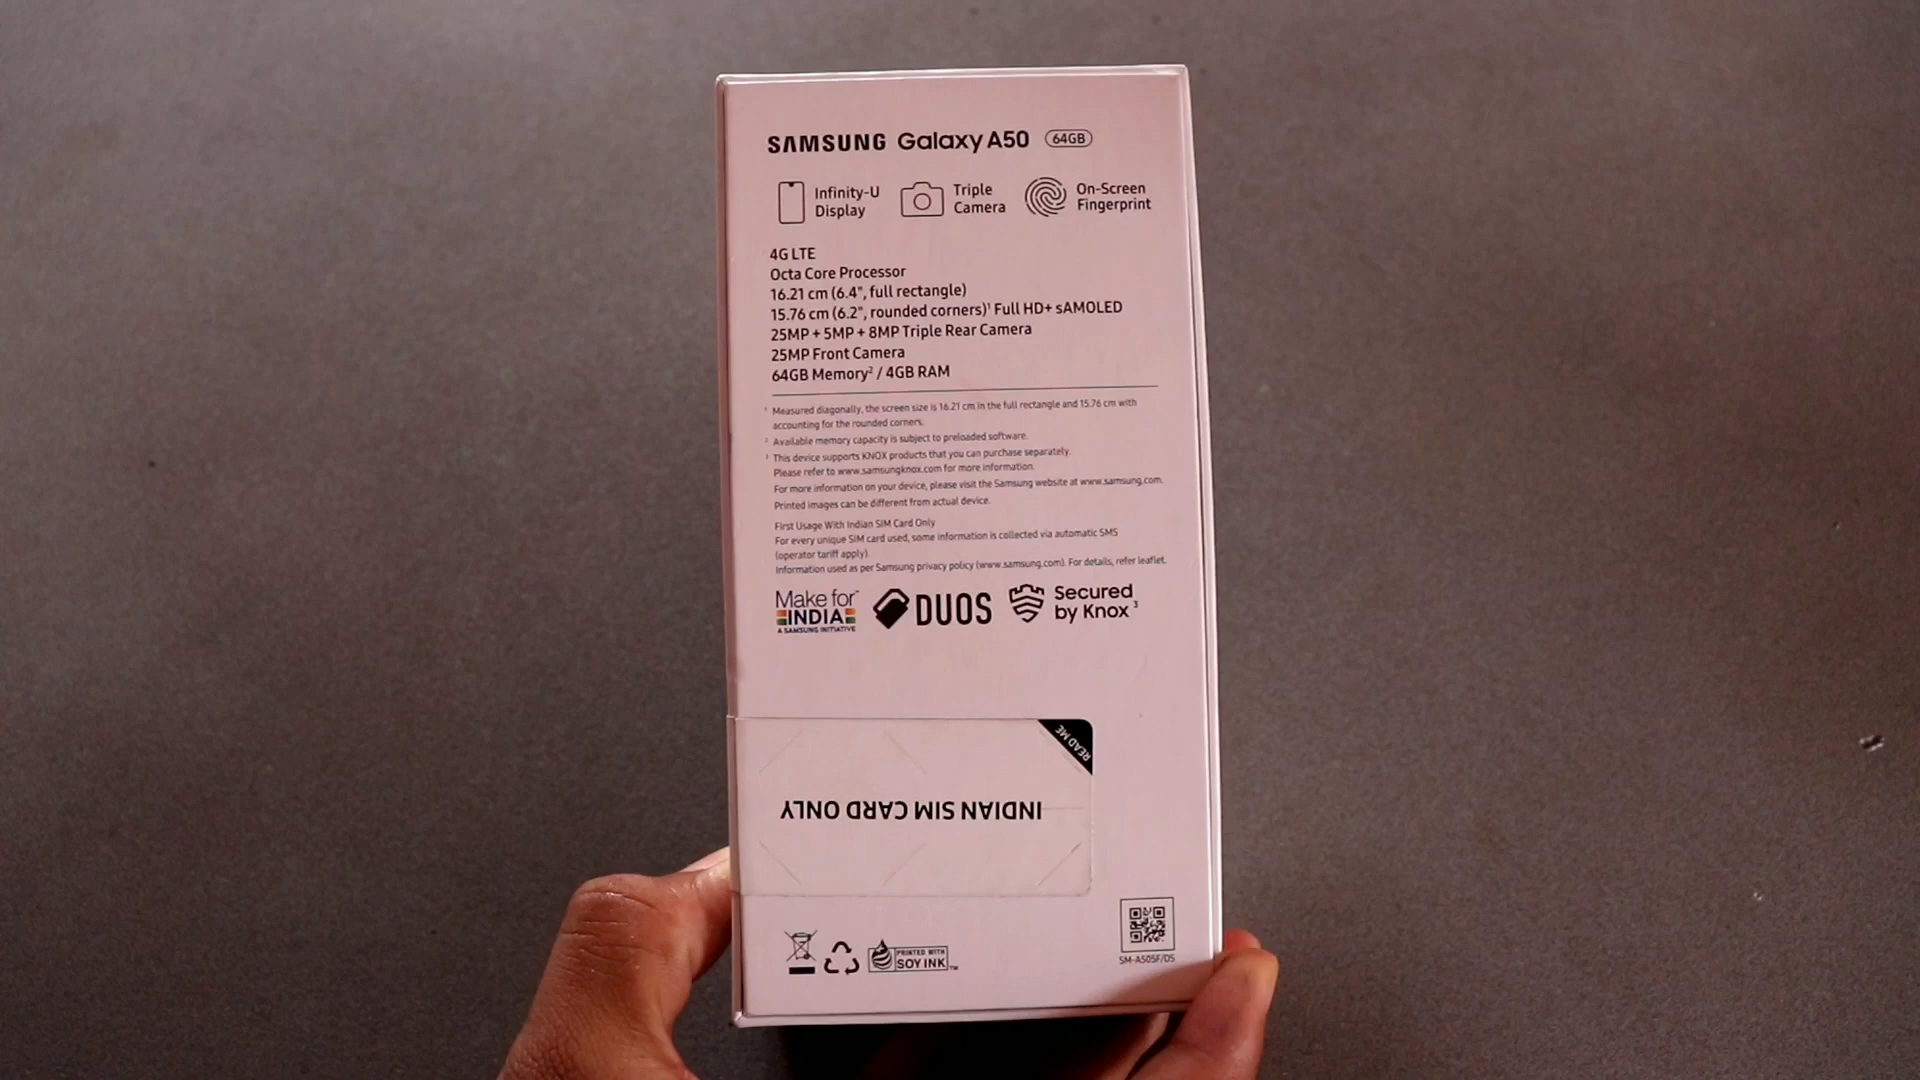 SAMSUNG Galaxy A50 64GB
Infinity-U
Display
Triple
Camera
On-Screen
Fingerprint
4G LTE
Octa Core Processor
16.21 cm (6.4", full rectangle)
15.76 cm (6.2", rounded corners)¹ Full HD+ sAMOLED
25MP + 5MP + 8MP Triple Rear Camera
25MP Front Camera
64GB Memory² / 4GB RAM
¹ Measured diagonally, the screen size is 16.21 cm in the full rectangle and 15.76 cm with
accounting for the rounded corners.
² Available memory capacity is subject to preloaded software.
³ This device supports KNOX products that you can purchase separately.
Please refer to www.samsungknox.com for more information.
For more information on your device, please visit the Samsung website at www.samsung.com.
Printed images can be different from actual device.
First Usage With Indian SIM Card Only
For every unique SIM card used, some information is collected via automatic SMS
(operator tariff apply).
Information used as per Samsung privacy policy (www.samsung.com). For details, refer leaflet.
Make for™
INDIA
A SAMSUNG INITIATIVE
DUOS
Secured
by Knox ³
READ ME
INDIAN SIM CARD ONLY
PRINTED WITH
SOY INK™
SM-A505F/DS